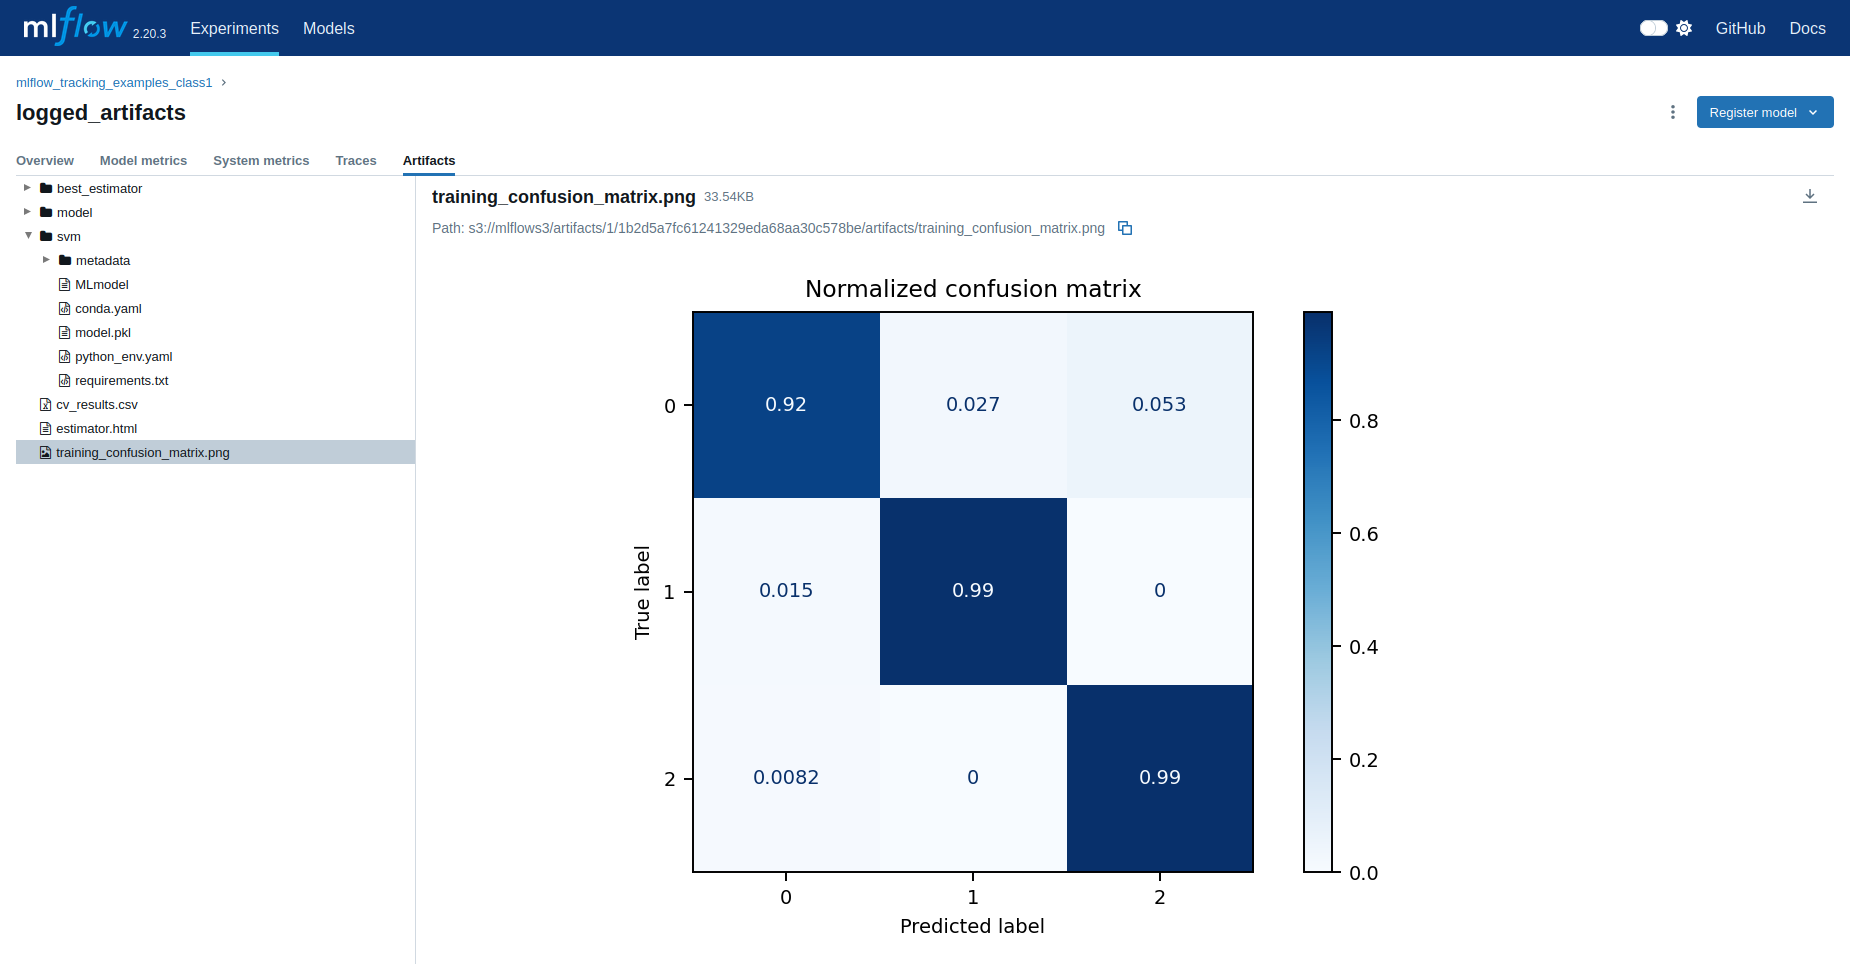 mlflow 2.20.3 Experiments Models GitHub Docs
mlflow_tracking_examples_class1
logged_artifacts
Register model
Overview Model metrics System metrics Traces Artifacts
best_estimator
model
svm
metadata
MLmodel
conda.yaml
model.pkl
python_env.yaml
requirements.txt
cv_results.csv
estimator.html
training_confusion_matrix.png
training_confusion_matrix.png 33.54KB
Path: s3://mlflows3/artifacts/1/1b2d5a7fc61241329eda68aa30c578be/artifacts/training_confusion_matrix.png
Normalized confusion matrix
0 0.92 0.027 0.053
True label
1 0.015 0.99 0
2 0.0082 0 0.99
0 1 2
Predicted label
0.8
0.6
0.4
0.2
0.0